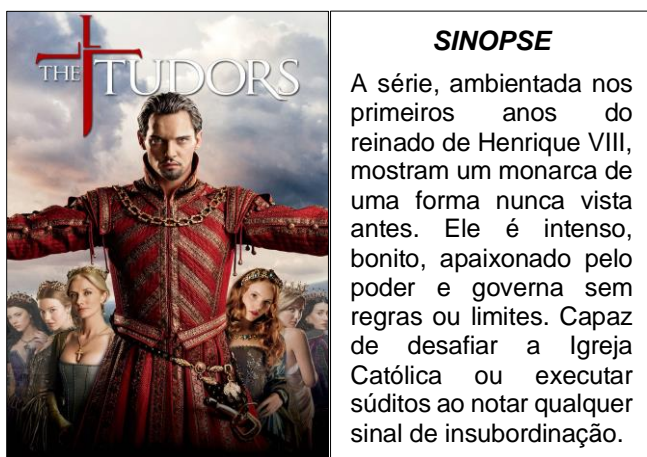 THE TUDORS
SINOPSE
A série, ambientada nos
primeiros anos do
reinado de Henrique VIII,
mostram um monarca de
uma forma nunca vista
antes. Ele é intenso,
bonito, apaixonado pelo
poder e governa sem
regras ou limites. Capaz
de desafiar a Igreja
Católica ou executar
súditos ao notar qualquer
sinal de insubordinação.